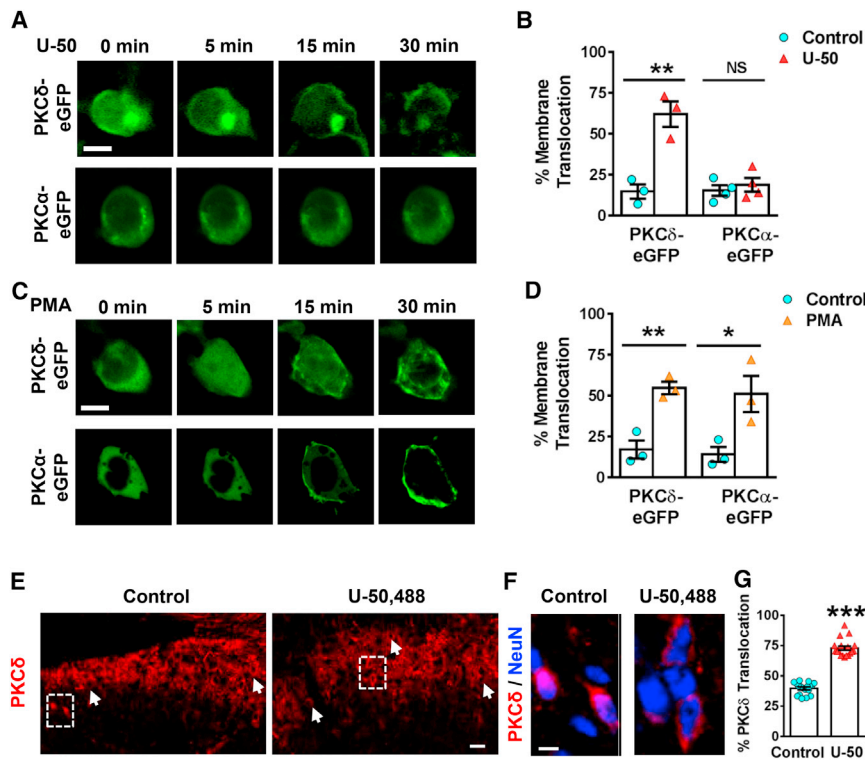 A
U-50 0 min 5 min 15 min 30 min
PKCδ-
eGFP
PKCα-
eGFP
B
Control
U-50
% Membrane
Translocation
100
75
50
25
0
**
NS
PKCδ-
eGFP
PKCα-
eGFP
C
PMA 0 min 5 min 15 min 30 min
PKCδ-
eGFP
PKCα-
eGFP
D
Control
PMA
% Membrane
Translocation
100
75
50
25
0
**
*
PKCδ-
eGFP
PKCα-
eGFP
E
Control U-50,488
PKCδ
F
Control U-50,488
PKCδ / NeuN
G
% PKCδ Translocation
100
75
50
25
0
***
Control U-50